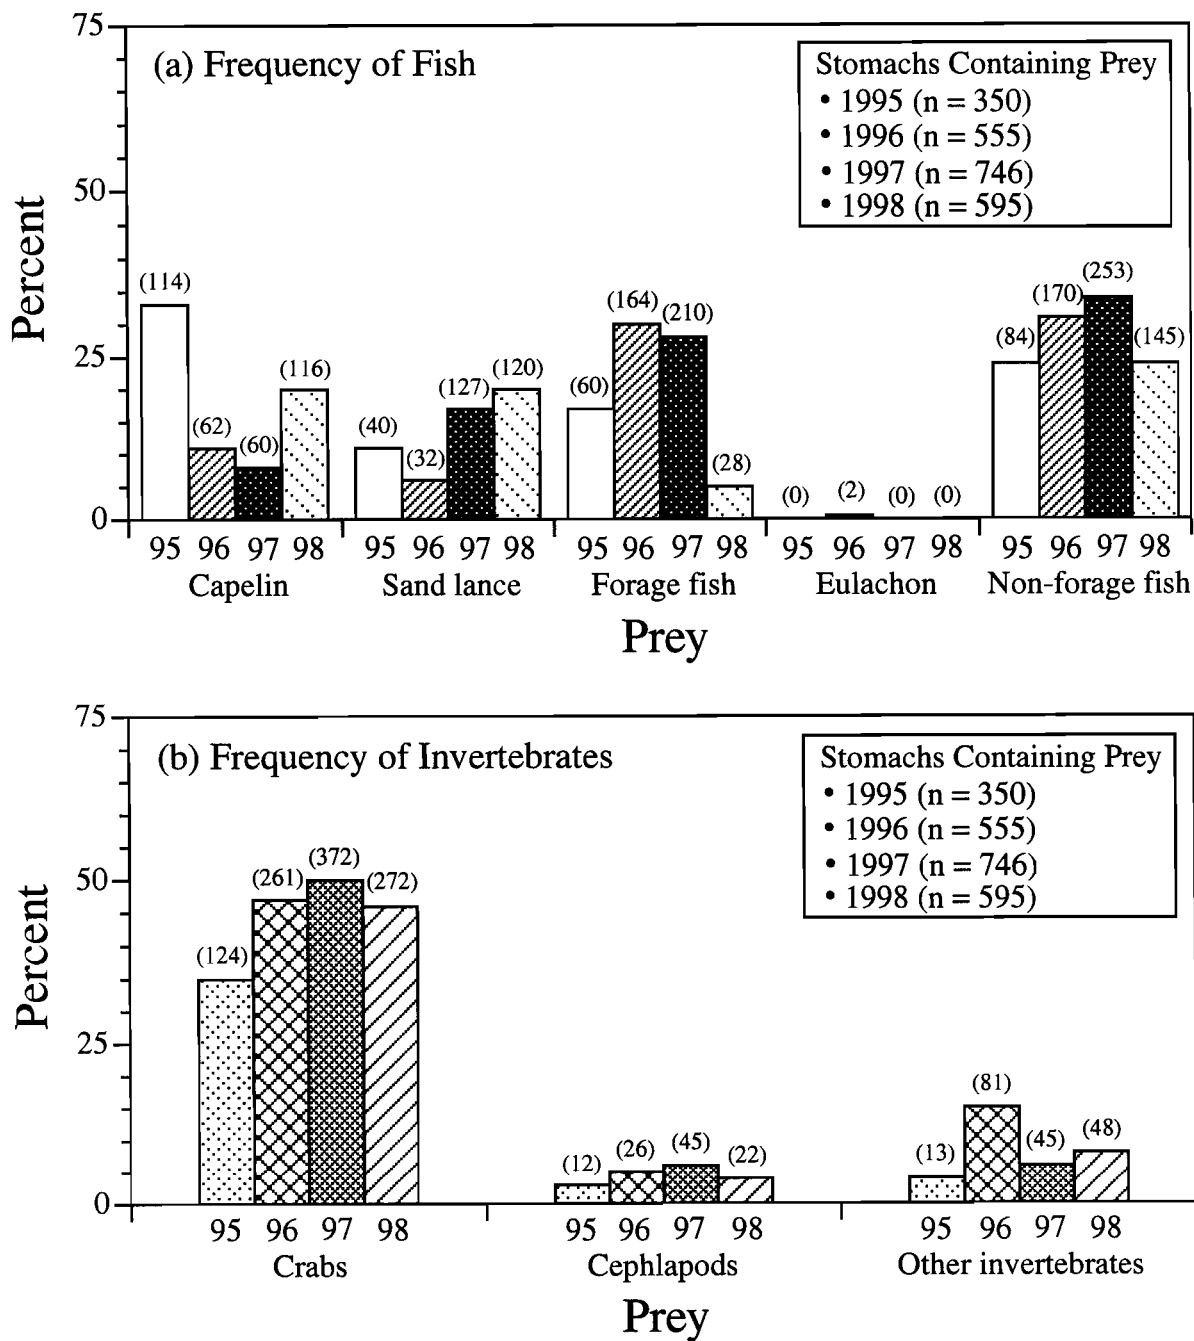 75
(a) Frequency of Fish
Stomachs Containing Prey
• 1995 (n = 350)
• 1996 (n = 555)
• 1997 (n = 746)
• 1998 (n = 595)
50
Percent
(114)
(62)
(60)
(116)
(40)
(32)
(127)
(120)
(60)
(164)
(210)
(28)
(0)
(2)
(0)
(0)
(84)
(170)
(253)
(145)
25
0
95 96 97 98 95 96 97 98 95 96 97 98 95 96 97 98 95 96 97 98
Capelin Sand lance Forage fish Eulachon Non-forage fish
Prey
75
(b) Frequency of Invertebrates
Stomachs Containing Prey
• 1995 (n = 350)
• 1996 (n = 555)
• 1997 (n = 746)
• 1998 (n = 595)
50
Percent
(124)
(261)
(372)
(272)
(12)
(26)
(45)
(22)
(13)
(81)
(45)
(48)
25
0
95 96 97 98 95 96 97 98 95 96 97 98
Crabs Cephlapods Other invertebrates
Prey